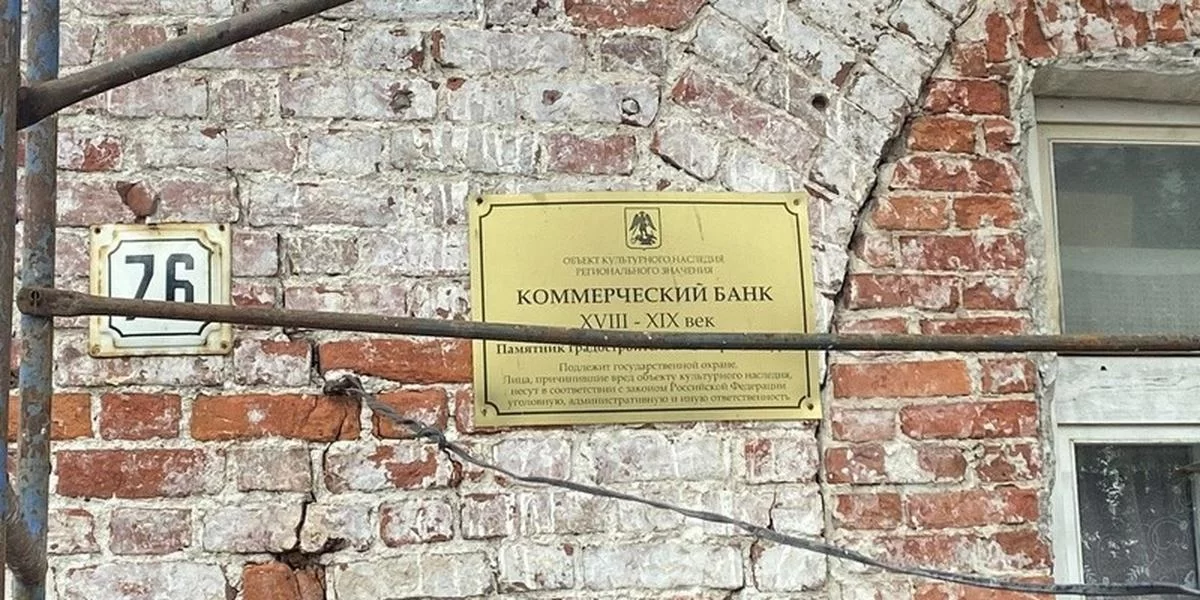 76
ОБЪЕКТ КУЛЬТУРНОГО НАСЛЕДИЯ
РЕГИОНАЛЬНОГО ЗНАЧЕНИЯ
КОММЕРЧЕСКИЙ БАНК
XVIII - XIX век
Памятник
Подлежит государственной охране.
Лица, причинившие вред объекту культурного наследия,
несут в соответствии с законом Российской Федерации
уголовную, административную и иную ответственность